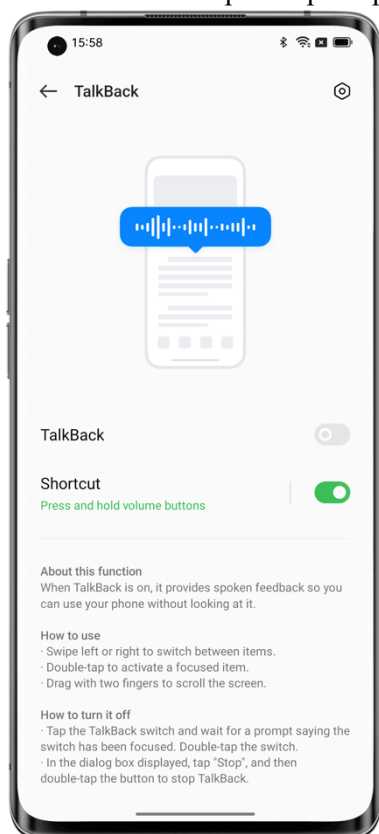 15:58
TalkBack
TalkBack
Shortcut
Press and hold volume buttons
About this function
When TalkBack is on, it provides spoken feedback so you
can use your phone without looking at it.
How to use
· Swipe left or right to switch between items.
· Double-tap to activate a focused item.
· Drag with two fingers to scroll the screen.
How to turn it off
· Tap the TalkBack switch and wait for a prompt saying the
switch has been focused. Double-tap the switch.
· In the dialog box displayed, tap "Stop", and then
double-tap the button to stop TalkBack.